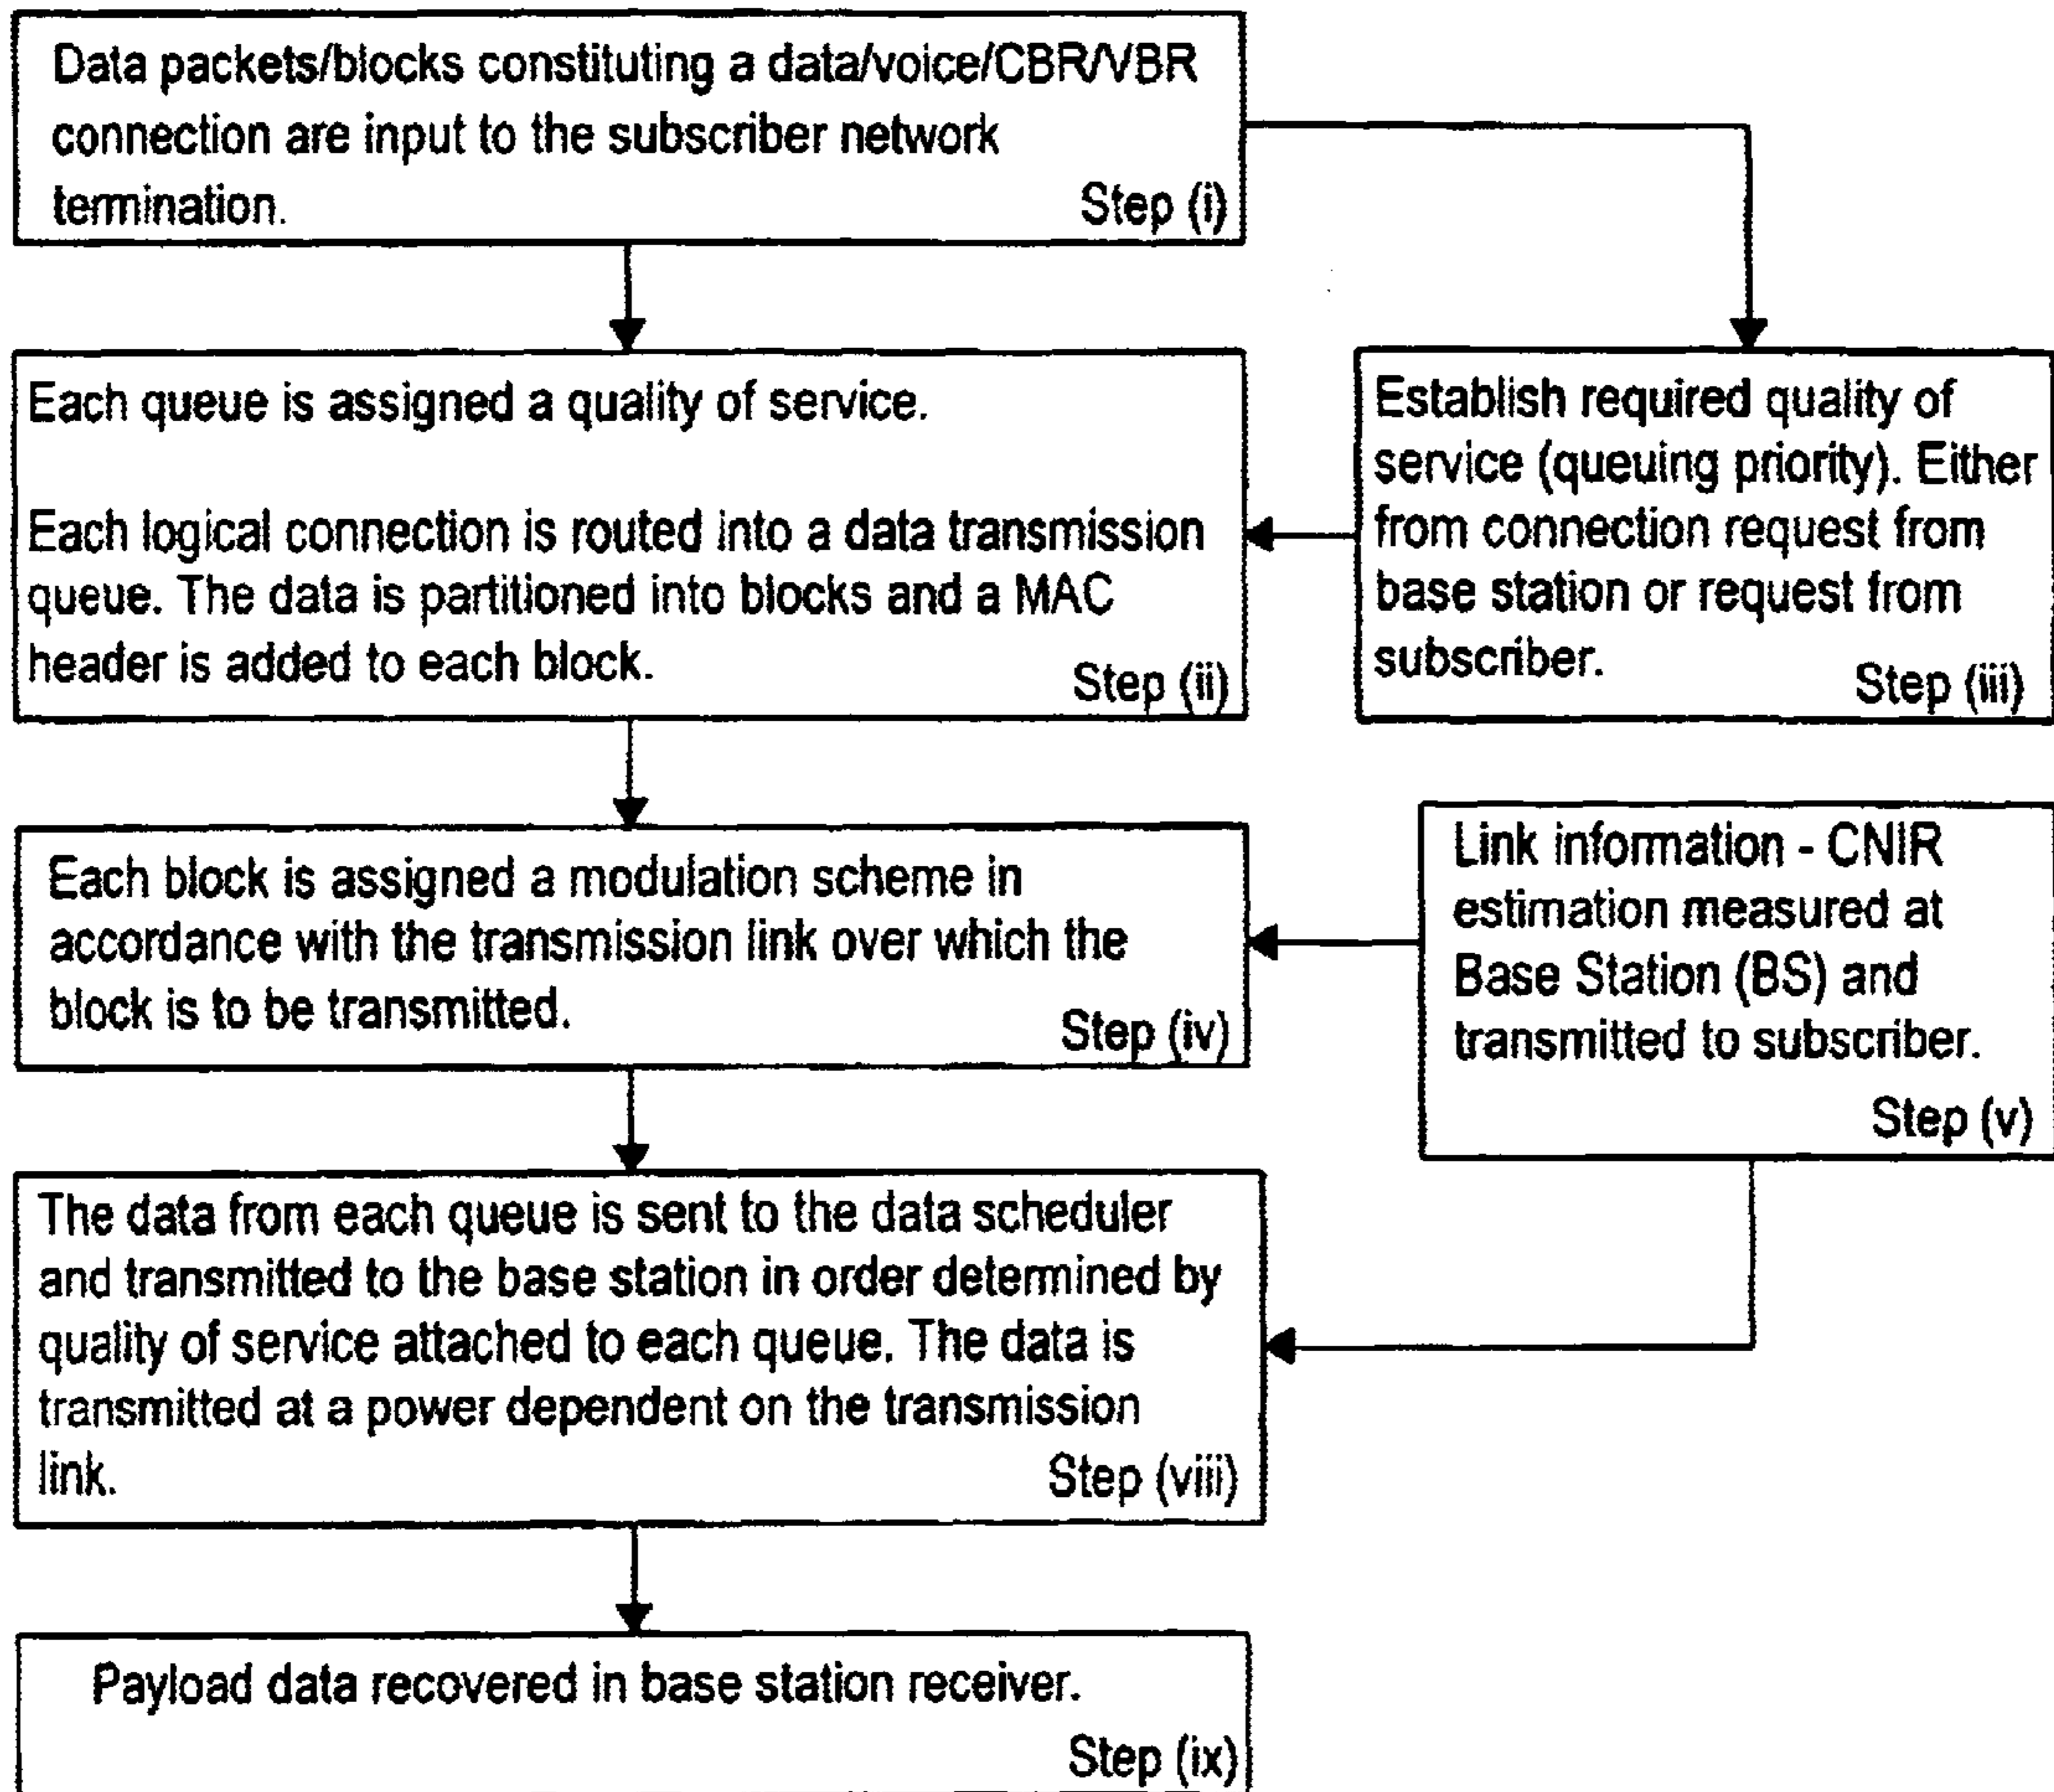 Data packets/blocks constituting a data/voice/CBR/VBR
connection are input to the subscriber network
termination.
Step (i)
Each queue is assigned a quality of service.
Each logical connection is routed into a data transmission
queue. The data is partitioned into blocks and a MAC
header is added to each block.
Step (ii)
Establish required quality of
service (queuing priority). Either
from connection request from
base station or request from
subscriber.
Step (iii)
Each block is assigned a modulation scheme in
accordance with the transmission link over which the
block is to be transmitted.
Step (iv)
Link information - CNIR
estimation measured at
Base Station (BS) and
transmitted to subscriber.
Step (v)
The data from each queue is sent to the data scheduler
and transmitted to the base station in order determined by
quality of service attached to each queue. The data is
transmitted at a power dependent on the transmission
link.
Step (viii)
Payload data recovered in base station receiver.
Step (ix)